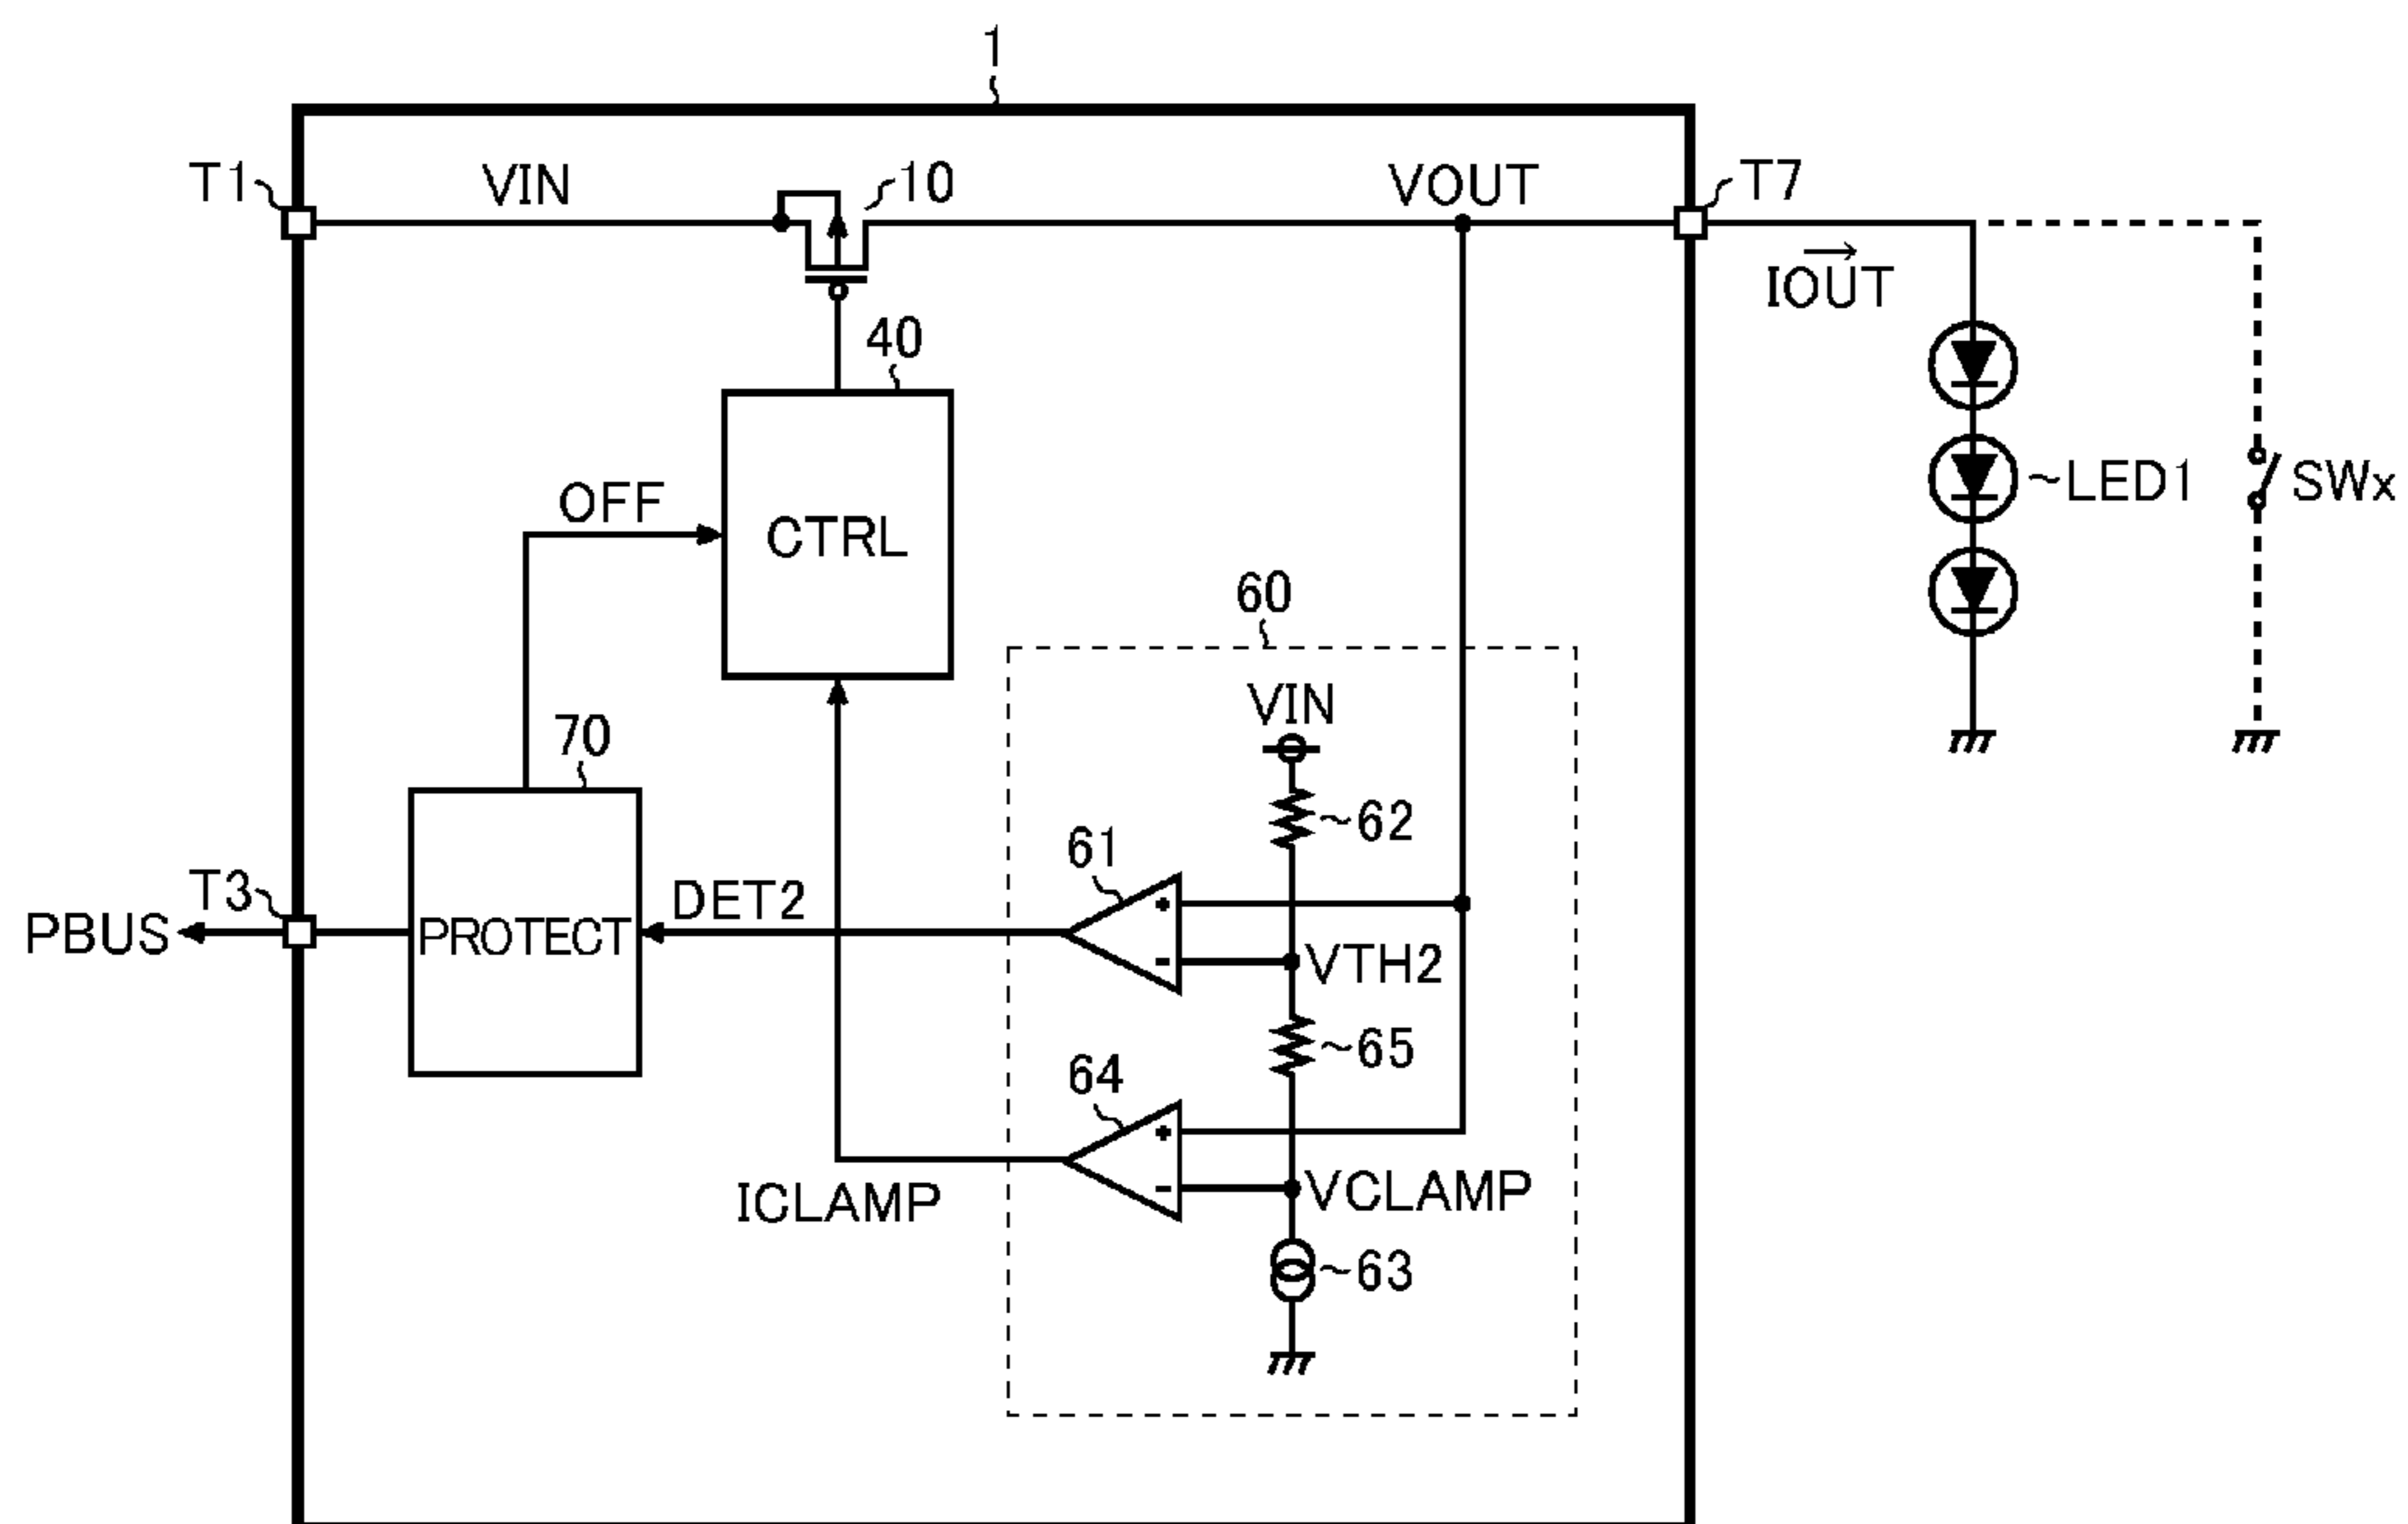 1
T1
VIN
10
VOUT
T7
IOUT
40
OFF
CTRL
~LED1
SWx
60
VIN
70
~62
61
T3
DET2
PBUS
PROTECT
+
-
VTH2
~65
64
+
-
VCLAMP
ICLAMP
~63